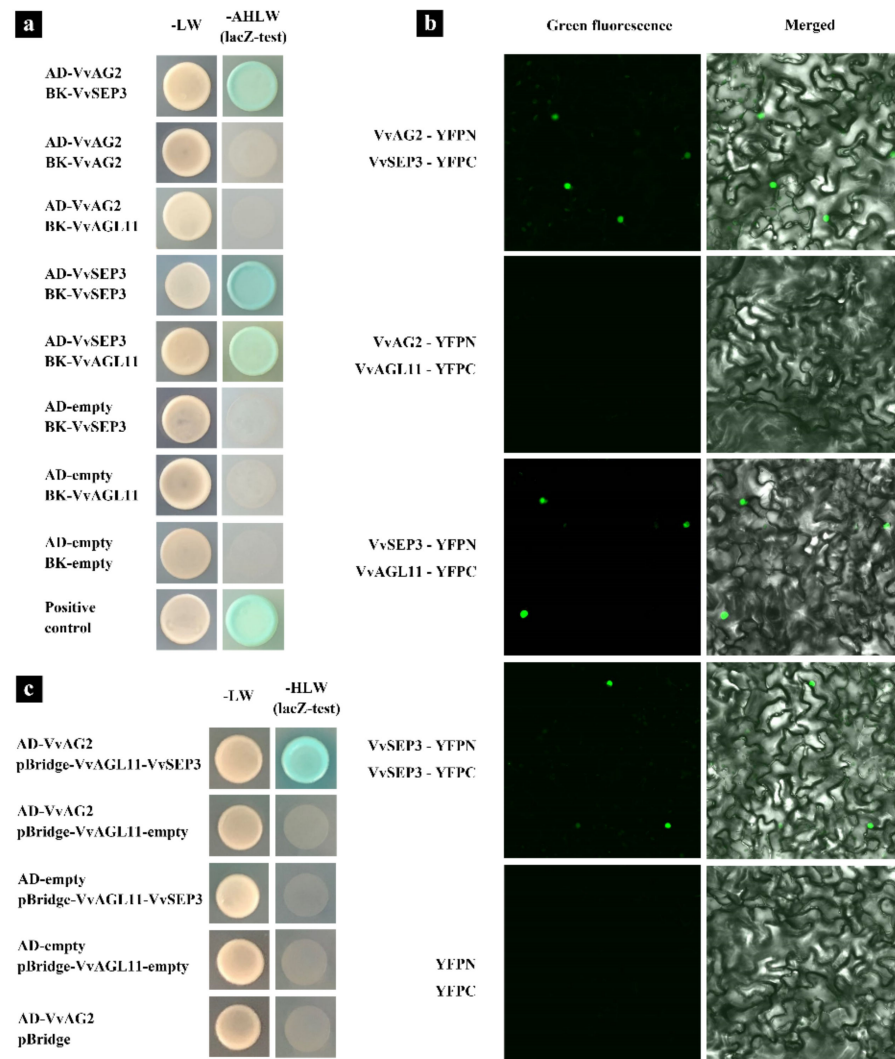 a
-LW
-AHLW
(lacZ-test)
AD-VvAG2
BK-VvSEP3
AD-VvAG2
BK-VvAG2
AD-VvAG2
BK-VvAGL11
AD-VvSEP3
BK-VvSEP3
AD-VvSEP3
BK-VvAGL11
AD-empty
BK-VvSEP3
AD-empty
BK-VvAGL11
AD-empty
BK-empty
Positive
control
b
Green fluorescence
Merged
VvAG2 - YFPN
VvSEP3 - YFPC
VvAG2 - YFPN
VvAGL11 - YFPC
VvSEP3 - YFPN
VvAGL11 - YFPC
VvSEP3 - YFPN
VvSEP3 - YFPC
YFPN
YFPC
c
-LW
-HLW
(lacZ-test)
AD-VvAG2
pBridge-VvAGL11-VvSEP3
AD-VvAG2
pBridge-VvAGL11-empty
AD-empty
pBridge-VvAGL11-VvSEP3
AD-empty
pBridge-VvAGL11-empty
AD-VvAG2
pBridge